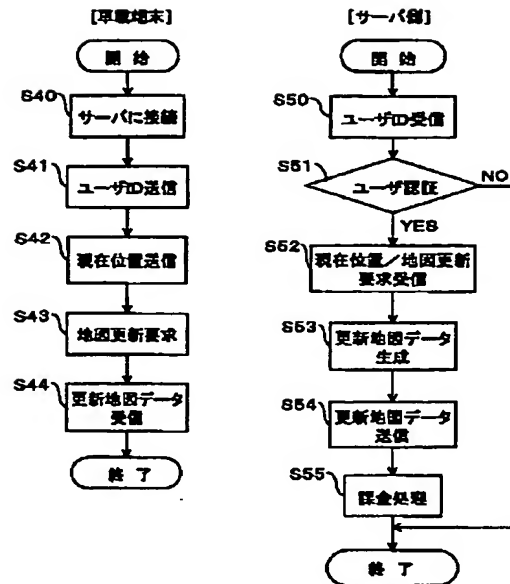 [車載端末]
開始
S40
サーバに接続
S41
ユーザID送信
S42
現在位置送信
S43
地図更新要求
S44
更新地図データ
受信
終了
[サーバ側]
開始
S50
ユーザID受信
S51
ユーザ認証
NO
YES
S52
現在位置/地図更新
要求受信
S53
更新地図データ
生成
S54
更新地図データ
送信
S55
課金処理
終了